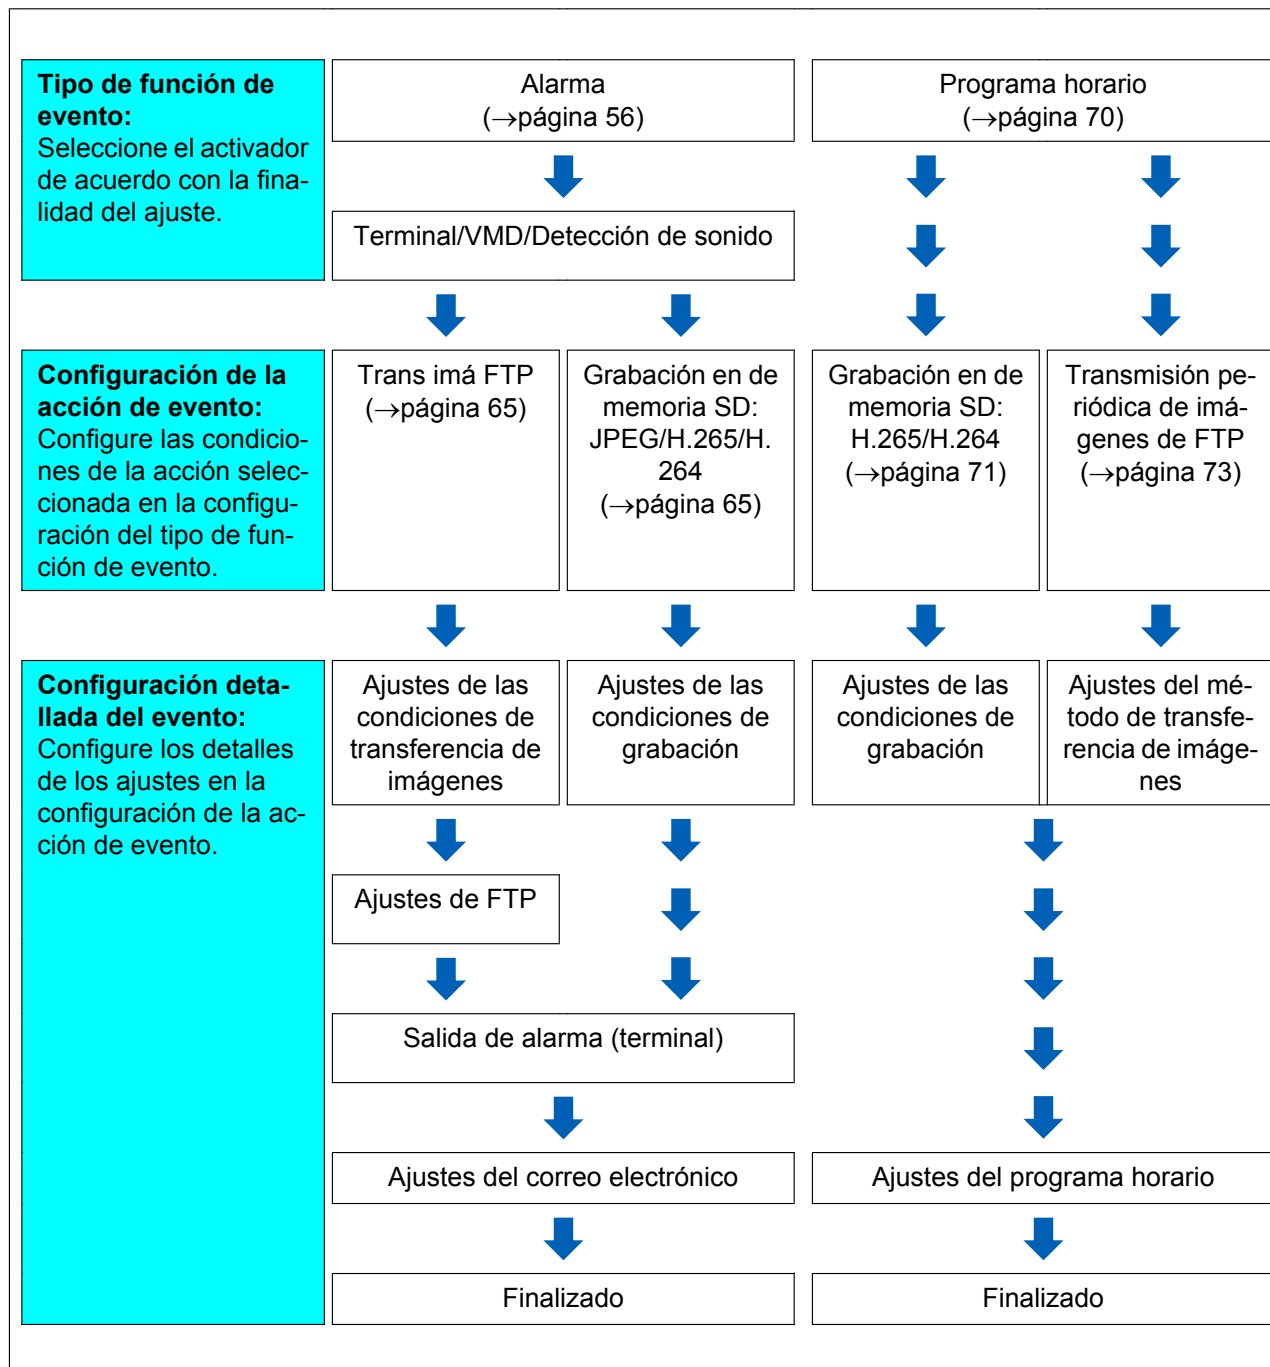 Tipo de función de
evento:
Seleccione el activador
de acuerdo con la fina-
lidad del ajuste.
Alarma
(→página 56)
Programa horario
(→página 70)
Terminal/VMD/Detección de sonido
Configuración de la
acción de evento:
Configure las condicio-
nes de la acción selec-
cionada en la configu-
ración del tipo de fun-
ción de evento.
Trans imá FTP
(→página 65)
Grabación en de
memoria SD:
JPEG/H.265/H.
264
(→página 65)
Grabación en de
memoria SD:
H.265/H.264
(→página 71)
Transmisión pe-
riódica de imá-
genes de FTP
(→página 73)
Configuración deta-
llada del evento:
Configure los detalles
de los ajustes en la
configuración de la ac-
ción de evento.
Ajustes de las
condiciones de
transferencia de
imágenes
Ajustes de las
condiciones de
grabación
Ajustes de las
condiciones de
grabación
Ajustes del mé-
todo de transfe-
rencia de imáge-
nes
Ajustes de FTP
Salida de alarma (terminal)
Ajustes del correo electrónico
Ajustes del programa horario
Finalizado
Finalizado